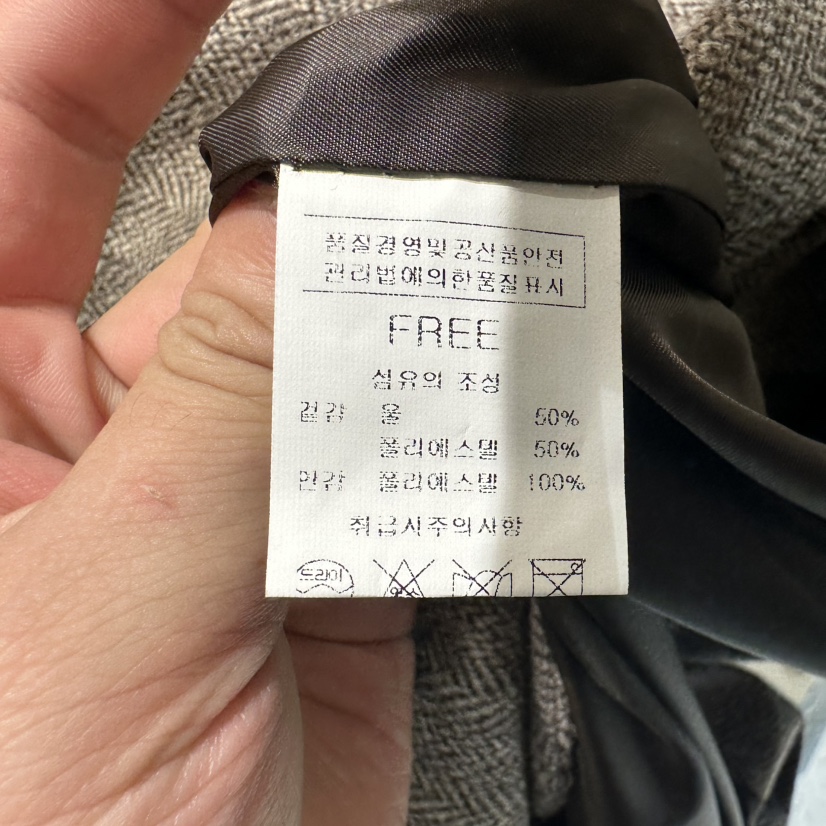 품질경영및공산품안전
관리법에의한품질표시
FREE
섬유의 조성
겉감 울 50%
폴리에스텔 50%
안감 폴리에스텔 100%
취급시주의사항
드라이